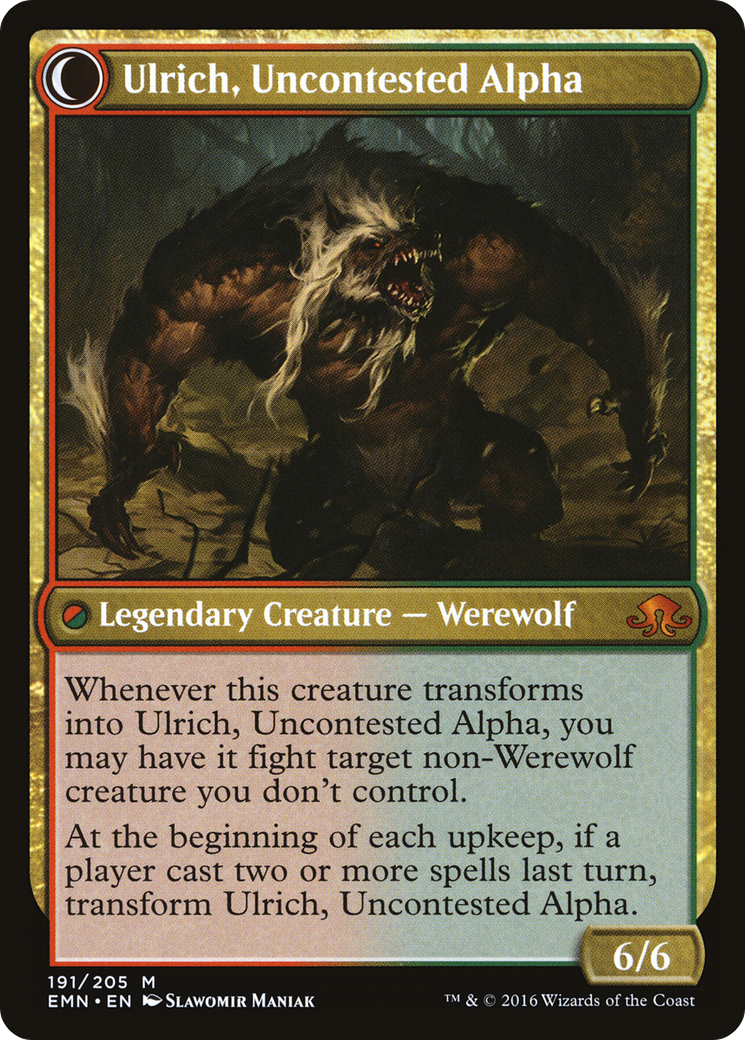 Ulrich, Uncontested Alpha
Legendary Creature — Werewolf
Whenever this creature transforms
into Ulrich, Uncontested Alpha, you
may have it fight target non-Werewolf
creature you don't control.
At the beginning of each upkeep, if a
player cast two or more spells last turn,
transform Ulrich, Uncontested Alpha.
6/6
191/205 M
EMN • EN Slawomir Maniak
™ & © 2016 Wizards of the Coast